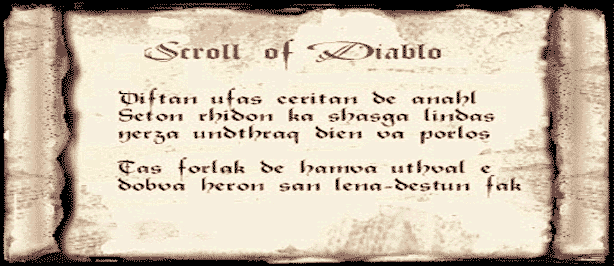 Scroll of Diablo
Diftan ufas ceritan de anahl
Seton rhidon ka shasga lindas
nerza undthraq dien va porlos
Tas forlak de hamva uthval e
dobva heron san lena-destun fak